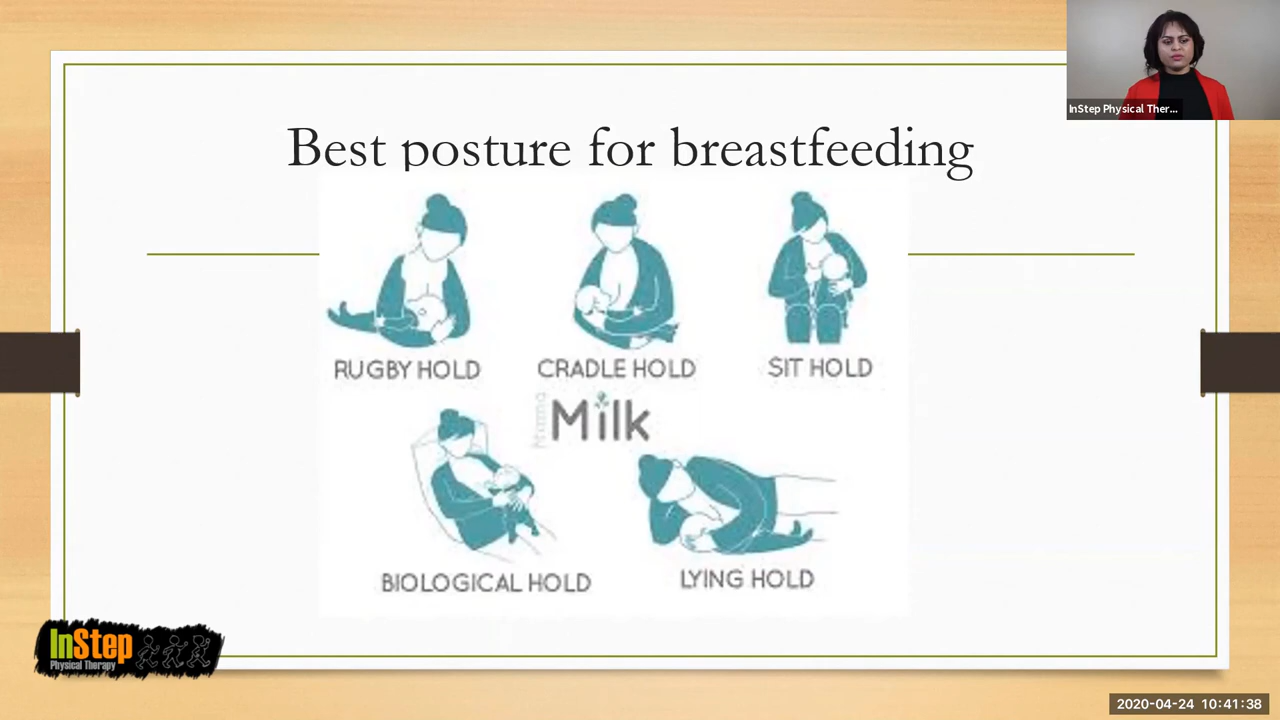 InStep Physical Ther...
Best posture for breastfeeding
RUGBY HOLD
CRADLE HOLD
SIT HOLD
Milk
BIOLOGICAL HOLD
LYING HOLD
InStep
Physical Therapy
2020-04-24 10:41:38